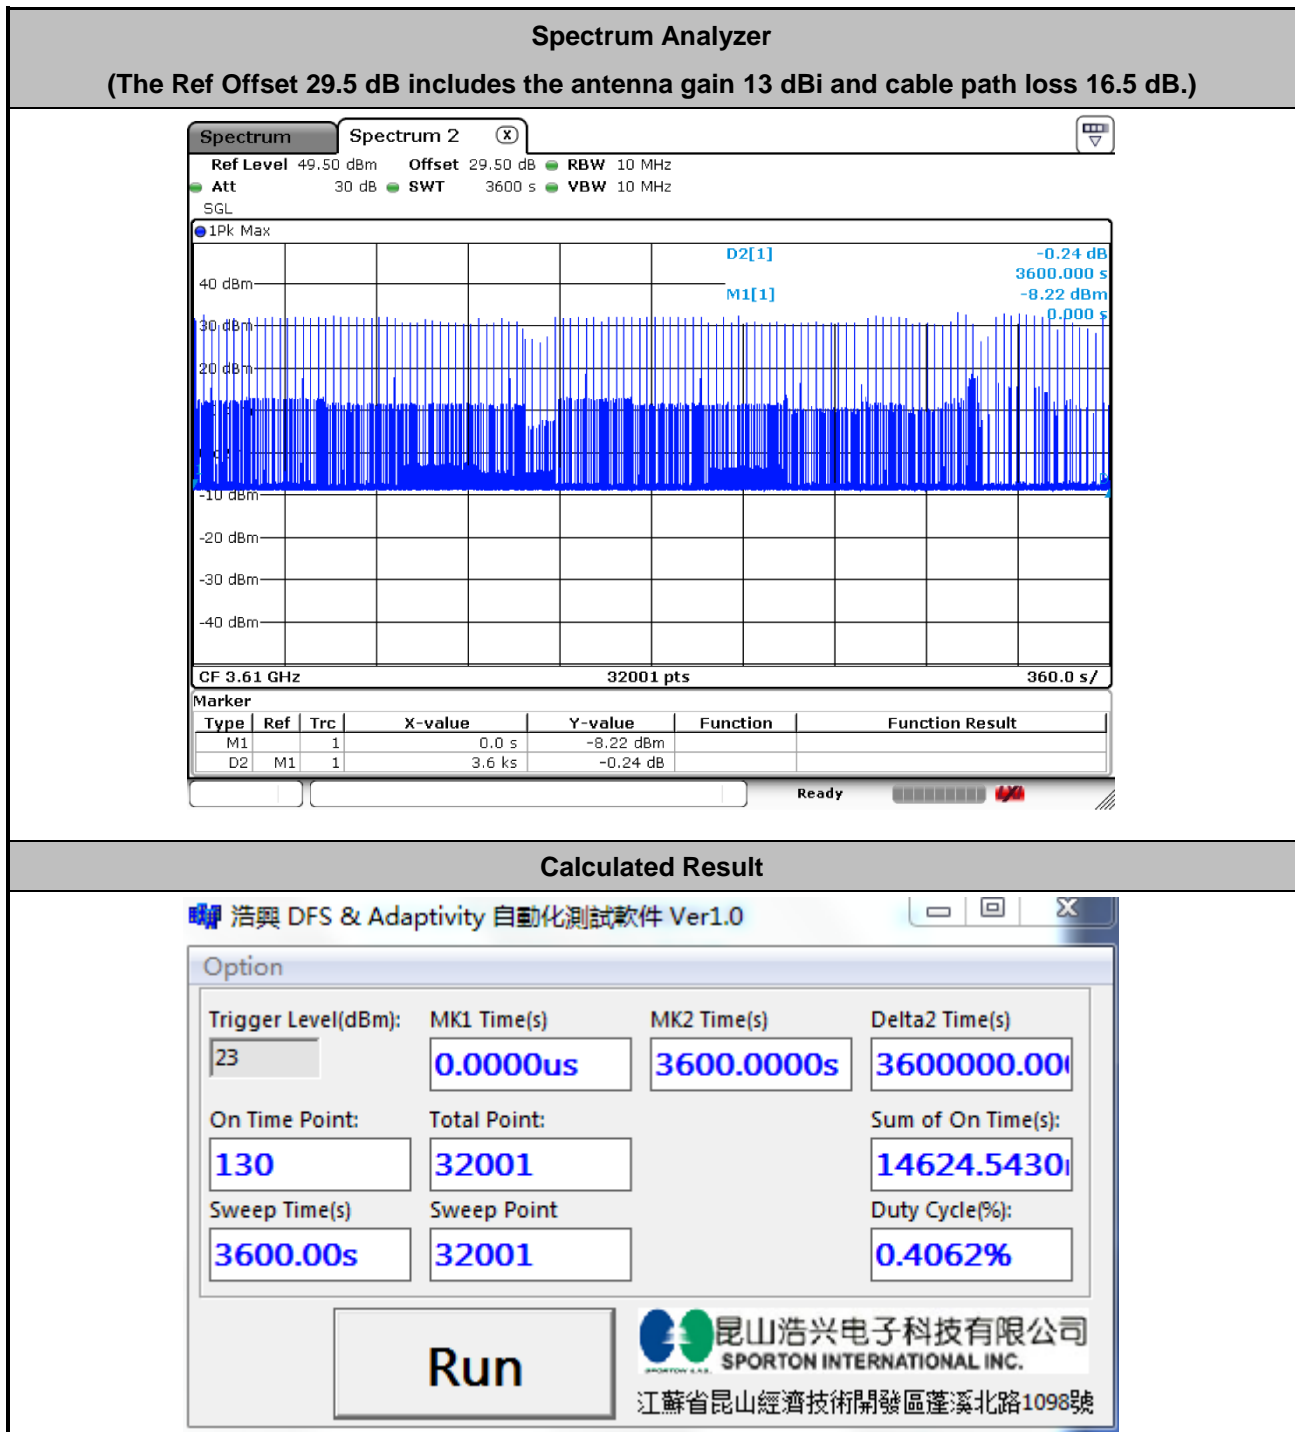 Spectrum Analyzer
(The Ref Offset 29.5 dB includes the antenna gain 13 dBi and cable path loss 16.5 dB.)
Spectrum Spectrum 2 X
Ref Level 49.50 dBm Offset 29.50 dB RBW 10 MHz
Att 30 dB SWT 3600 s VBW 10 MHz
SGL
1Pk Max
D2[1] -0.24 dB
3600.000 s
40 dBm
M1[1] -8.22 dBm
0.000 s
30 dBm
20 dBm
-10 dBm
-20 dBm
-30 dBm
-40 dBm
CF 3.61 GHz 32001 pts 360.0 s/
Marker
Type Ref Trc X-value Y-value Function Function Result
M1 1 0.0 s -8.22 dBm
D2 M1 1 3.6 ks -0.24 dB
Ready
Calculated Result
浩興 DFS & Adaptivity 自動化測試軟件 Ver1.0
Option
Trigger Level(dBm): MK1 Time(s) MK2 Time(s) Delta2 Time(s)
23 0.0000us 3600.0000s 3600000.00
On Time Point: Total Point: Sum of On Time(s):
130 32001 14624.5430
Sweep Time(s) Sweep Point Duty Cycle(%):
3600.00s 32001 0.4062%
Run
昆山浩兴电子科技有限公司
SPORTON INTERNATIONAL INC.
江蘇省昆山經濟技術開發區蓬溪北路1098號